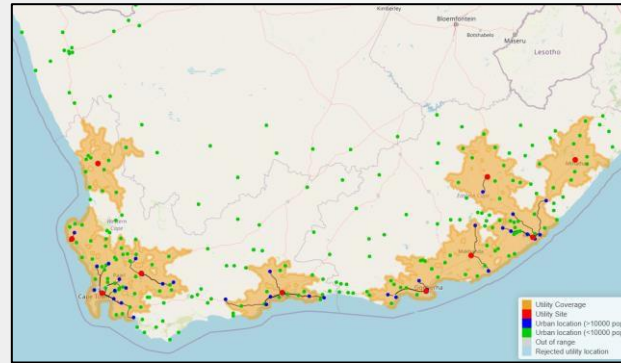 Kimberley
Bloemfontein
Botshabelo
Maseru
Lesotho
Western
Cape
Utility Coverage
Utility Site
Urban location (>10000 pop
Urban location (<10000 pop
Out of range
Rejected utility location